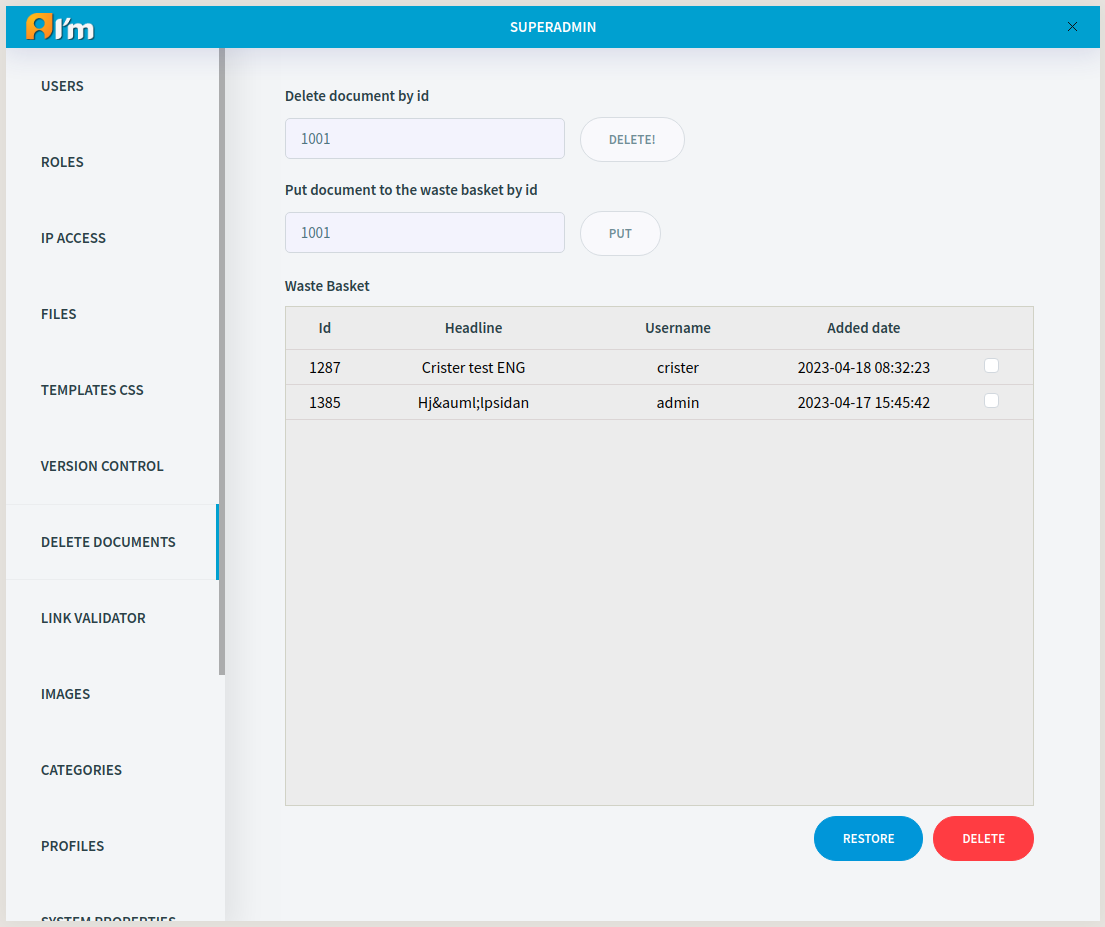 I'm
SUPERADMIN
USERS
ROLES
IP ACCESS
FILES
TEMPLATES CSS
VERSION CONTROL
DELETE DOCUMENTS
LINK VALIDATOR
IMAGES
CATEGORIES
PROFILES
SYSTEM PROPERTIES
Delete document by id
1001 DELETE!
Put document to the waste basket by id
1001 PUT
Waste Basket
Id Headline Username Added date
1287 Crister test ENG crister 2023-04-18 08:32:23
1385 Hj&auml;lpsidan admin 2023-04-17 15:45:42
RESTORE DELETE